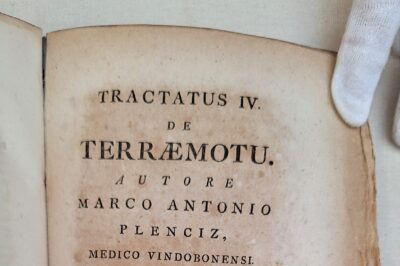 TRACTATUS IV.
DE
TERRÆMOTU.
AUTORE
MARCO ANTONIO
PLENCIZ,
MEDICO VINDOBONENSI.